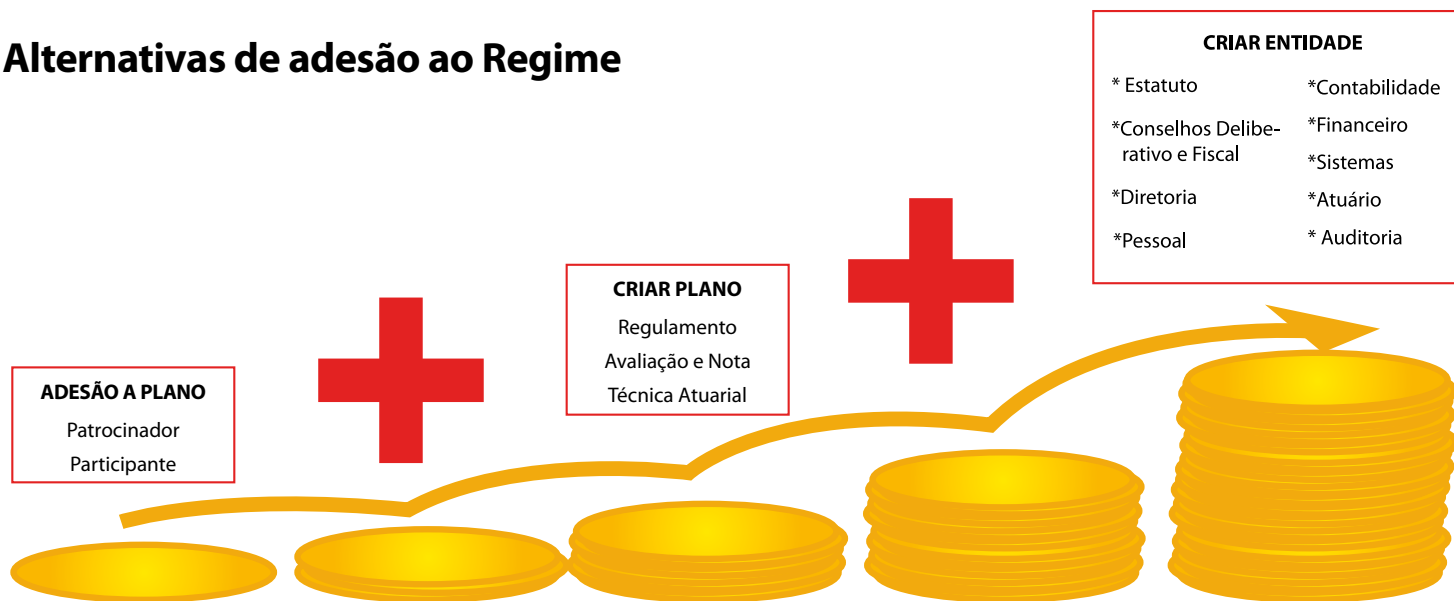 Alternativas de adesão ao Regime
ADESÃO A PLANO
Patrocinador
Participante
CRIAR PLANO
Regulamento
Avaliação e Nota
Técnica Atuarial
CRIAR ENTIDADE
* Estatuto
*Conselhos Delibe-
rativo e Fiscal
*Diretoria
*Pessoal
*Contabilidade
*Financeiro
*Sistemas
*Atuário
* Auditoria